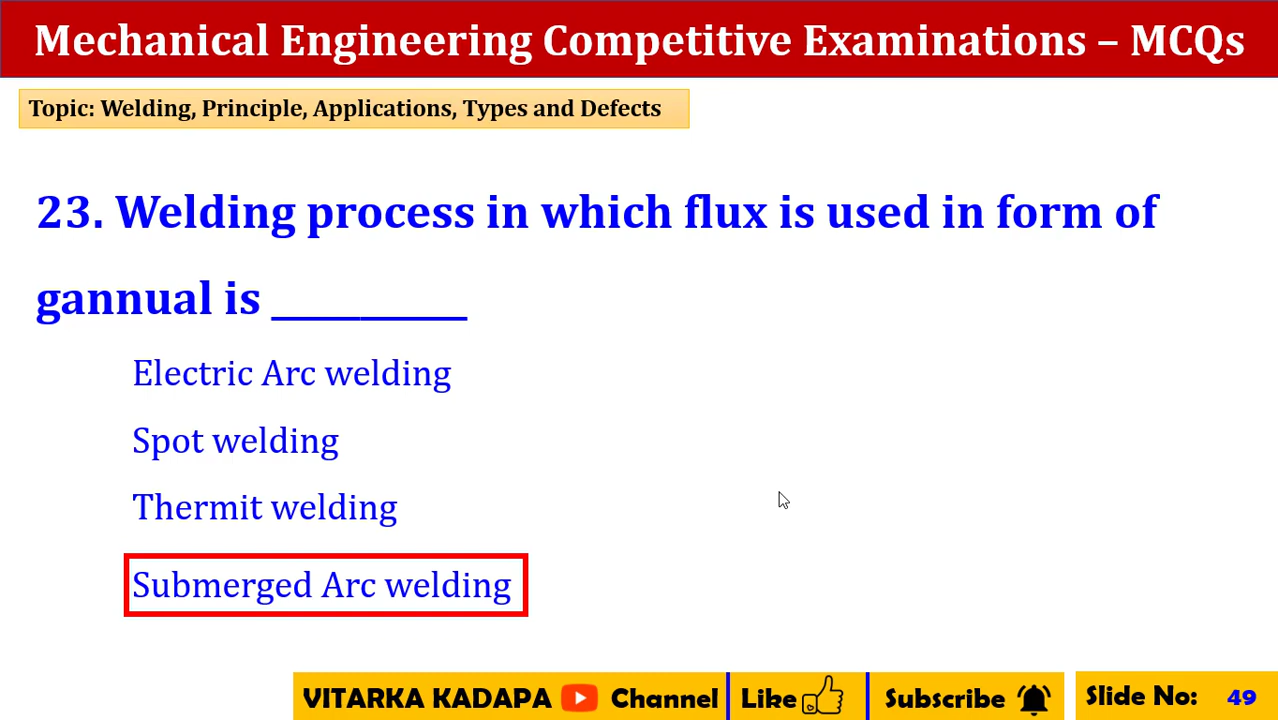 Mechanical Engineering Competitive Examinations – MCQs
Topic: Welding, Principle, Applications, Types and Defects
23. Welding process in which flux is used in form of
gannual is __________
Electric Arc welding
Spot welding
Thermit welding
Submerged Arc welding
VITARKA KADAPA Channel Like Subscribe Slide No: 49